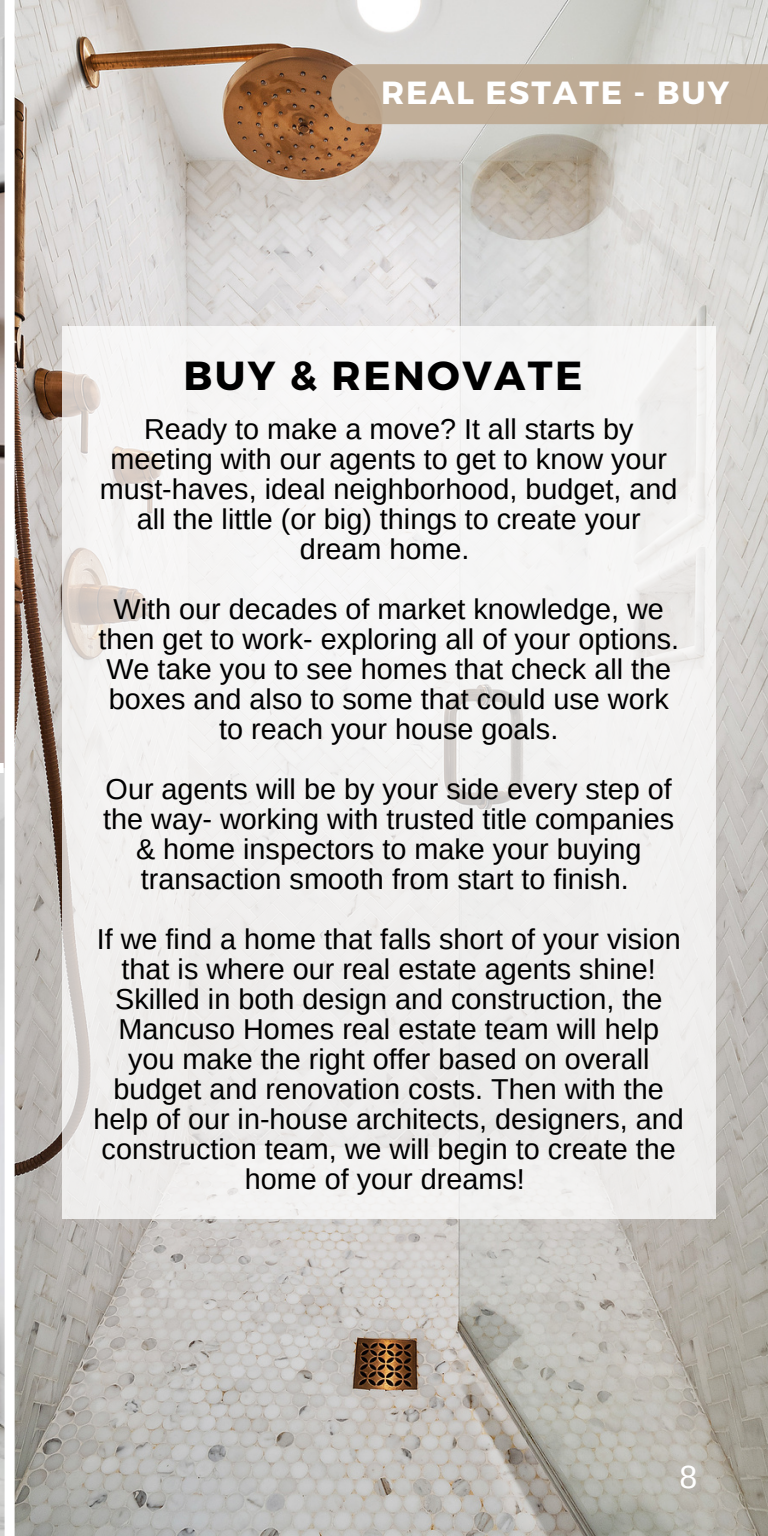 REAL ESTATE - BUY
BUY & RENOVATE
Ready to make a move? It all starts by
meeting with our agents to get to know your
must-haves, ideal neighborhood, budget, and
all the little (or big) things to create your
dream home.
With our decades of market knowledge, we
then get to work- exploring all of your options.
We take you to see homes that check all the
boxes and also to some that could use work
to reach your house goals.
Our agents will be by your side every step of
the way- working with trusted title companies
& home inspectors to make your buying
transaction smooth from start to finish.
If we find a home that falls short of your vision
that is where our real estate agents shine!
Skilled in both design and construction, the
Mancuso Homes real estate team will help
you make the right offer based on overall
budget and renovation costs. Then with the
help of our in-house architects, designers, and
construction team, we will begin to create the
home of your dreams!
8